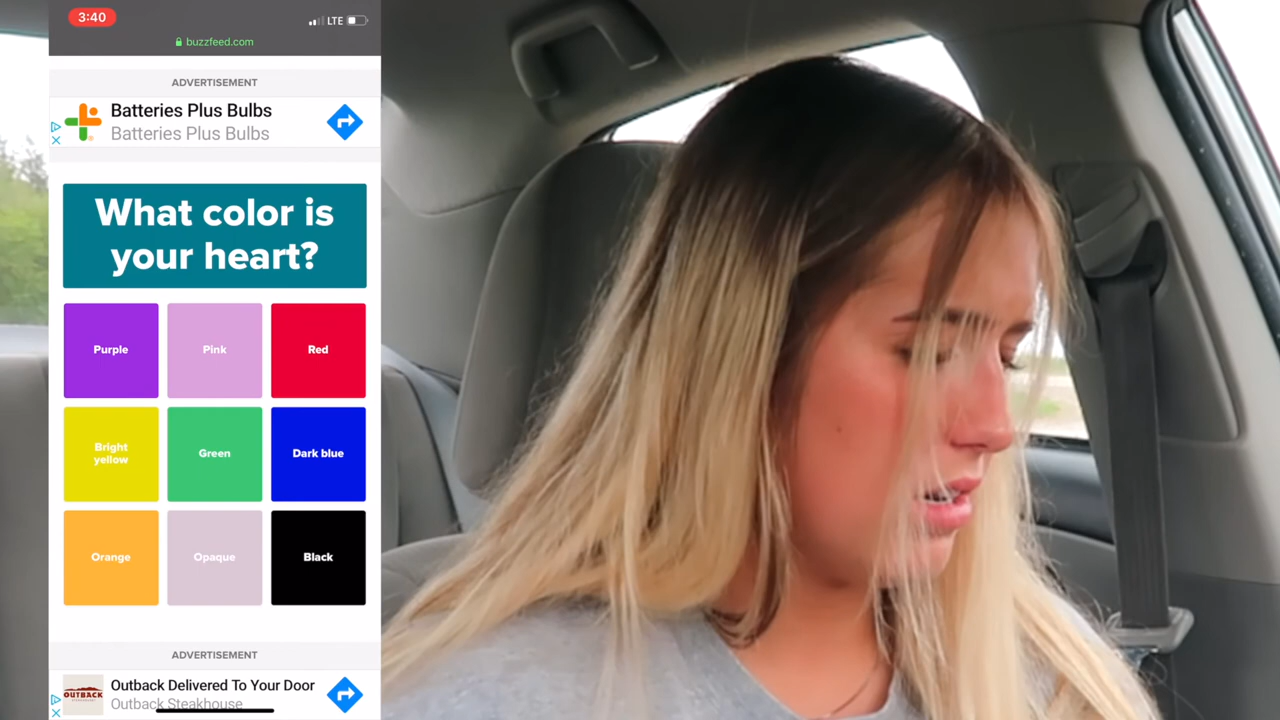 3:40
LTE
buzzfeed.com
ADVERTISEMENT
Batteries Plus Bulbs
Batteries Plus Bulbs
What color is
your heart?
Purple
Pink
Red
Bright
yellow
Green
Dark blue
Orange
Opaque
Black
ADVERTISEMENT
OUTBACK
Outback Delivered To Your Door
Outback Steakhouse